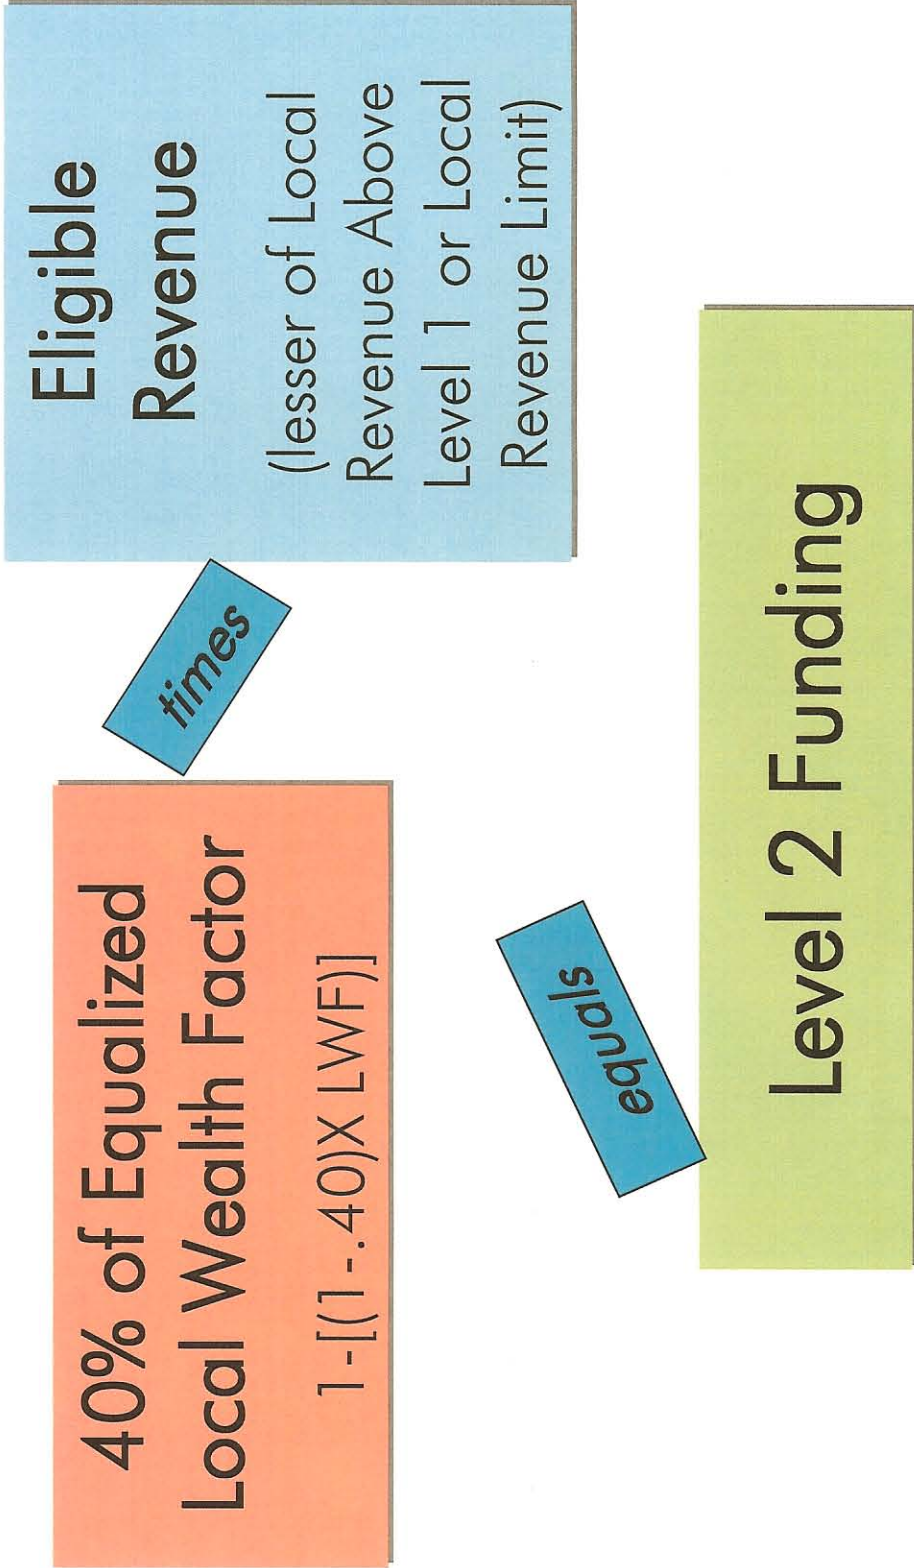 40% of Equalized
Local Wealth Factor
1-[(1-.40)X LWF)]
times
Eligible
Revenue
(lesser of Local
Revenue Above
Level 1 or Local
Revenue Limit)
equals
Level 2 Funding